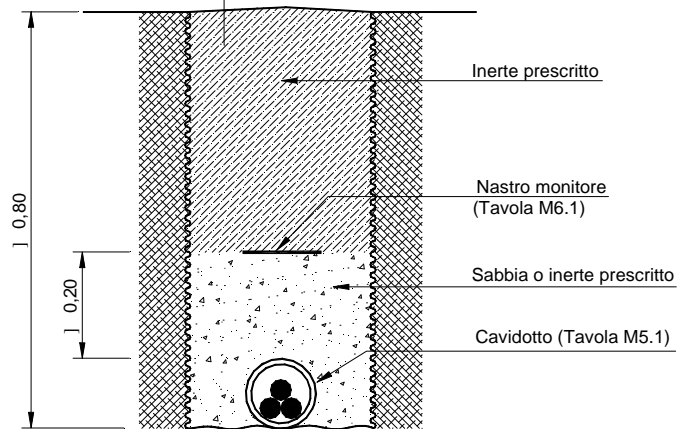 Inerte prescritto
Nastro monitore
(Tavola M6.1)
] 0,80
] 0,20
Sabbia o inerte prescritto
Cavidotto (Tavola M5.1)